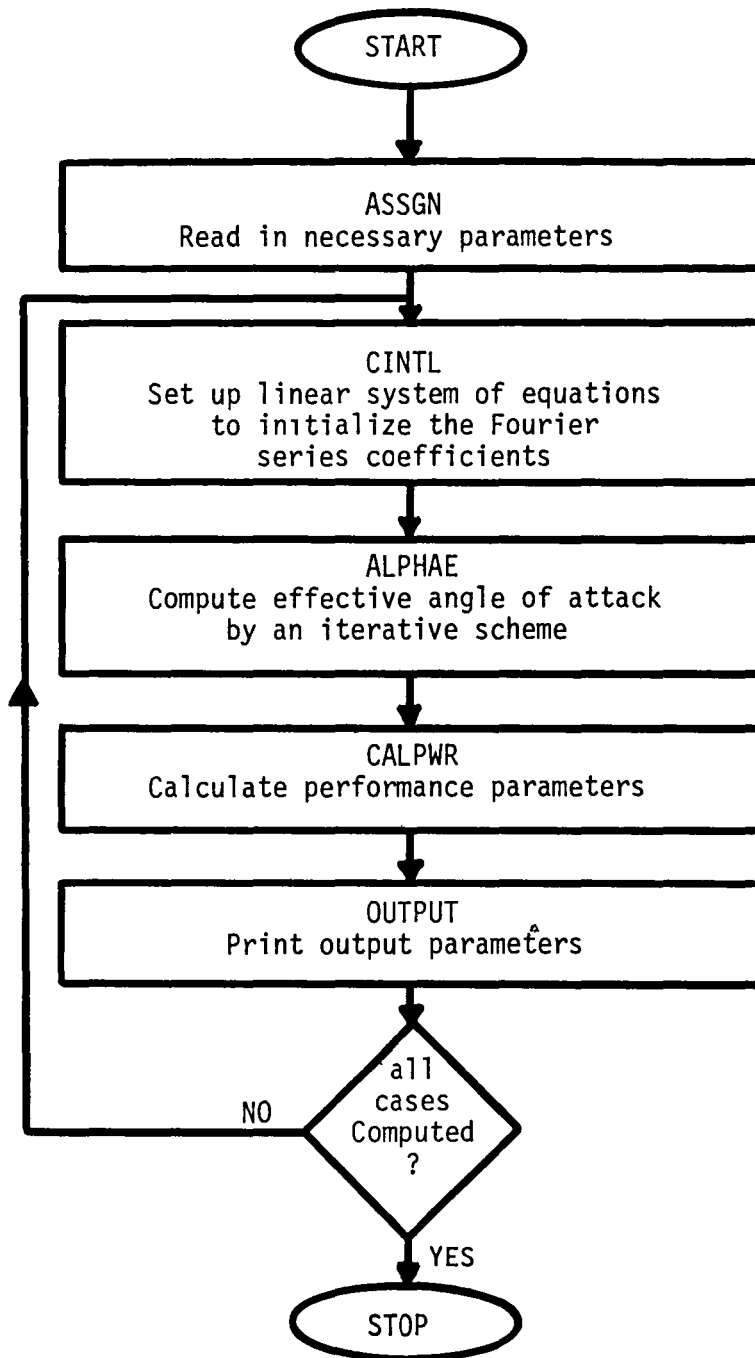 START
ASSGN
Read in necessary parameters
CINTL
Set up linear system of equations
to initialize the Fourier
series coefficients
ALPHAE
Compute effective angle of attack
by an iterative scheme
CALPWR
Calculate performance parameters
OUTPUT
Print output parameters
all
cases
Computed
?
NO
YES
STOP